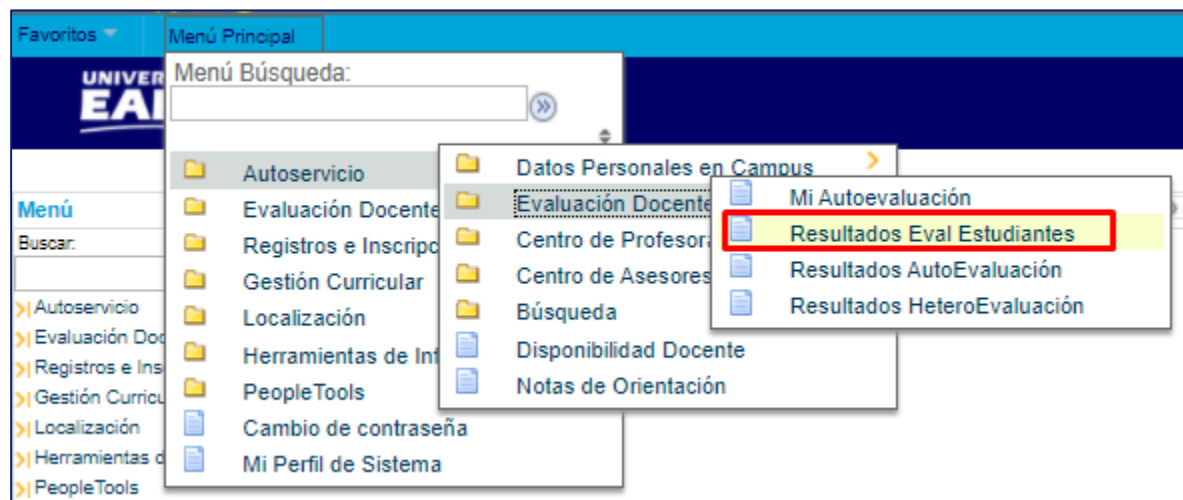 Favoritos
Menú Principal
UNIVER
EA
Menú Búsqueda:
Autoservicio
Evaluación Docente
Registros e Inscripc
Gestión Curricular
Localización
Herramientas de Inf
PeopleTools
Cambio de contraseña
Mi Perfil de Sistema
Datos Personales en Campus
Evaluación Docente
Centro de Profesor
Centro de Asesores
Búsqueda
Disponibilidad Docente
Notas de Orientación
Mi Autoevaluación
Resultados Eval Estudiantes
Resultados AutoEvaluación
Resultados HeteroEvaluación
Menú
Buscar:
Autoservicio
Evaluación Doc
Registros e Ins
Gestión Curricu
Localización
Herramientas d
PeopleTools